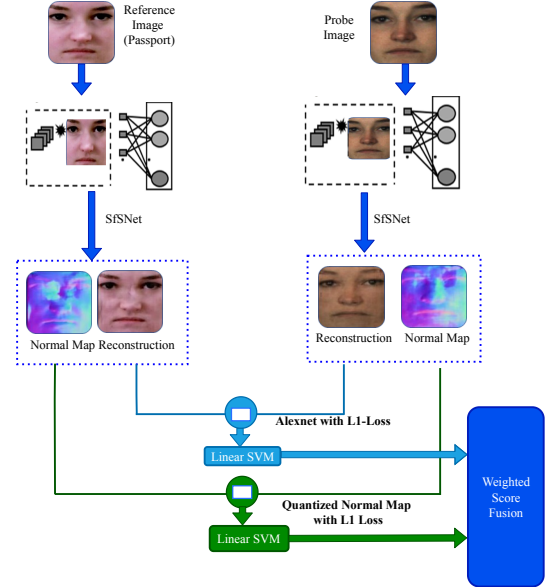 Reference
Image
(Passport)
Probe
Image
SfSNet
SfSNet
Normal Map Reconstruction
Reconstruction Normal Map
Alexnet with L1-Loss
Linear SVM
Quantized Normal Map
with L1 Loss
Linear SVM
Weighted
Score
Fusion